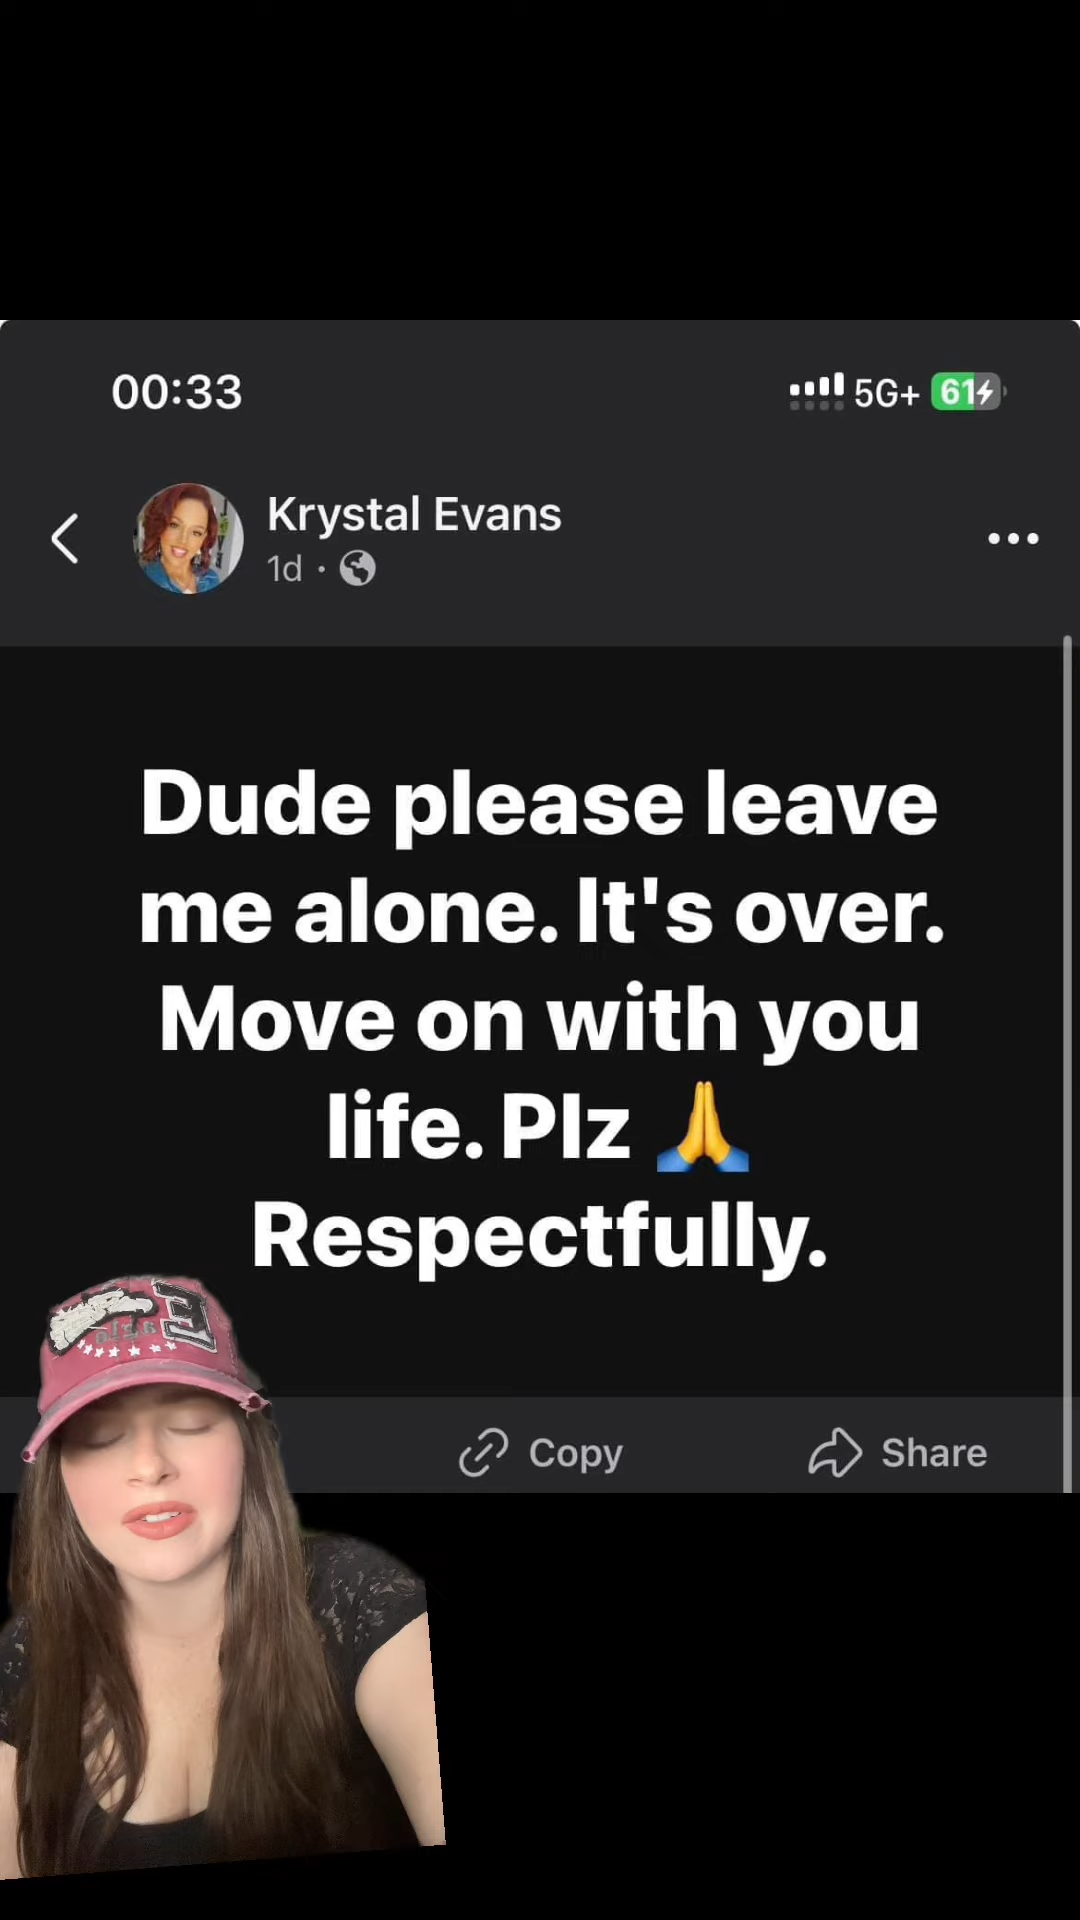 00:33
5G+ 61
Krystal Evans
1d ·
Dude please leave
me alone. It's over.
Move on with you
life. Plz 🙏
Respectfully.
E
Copy
Share